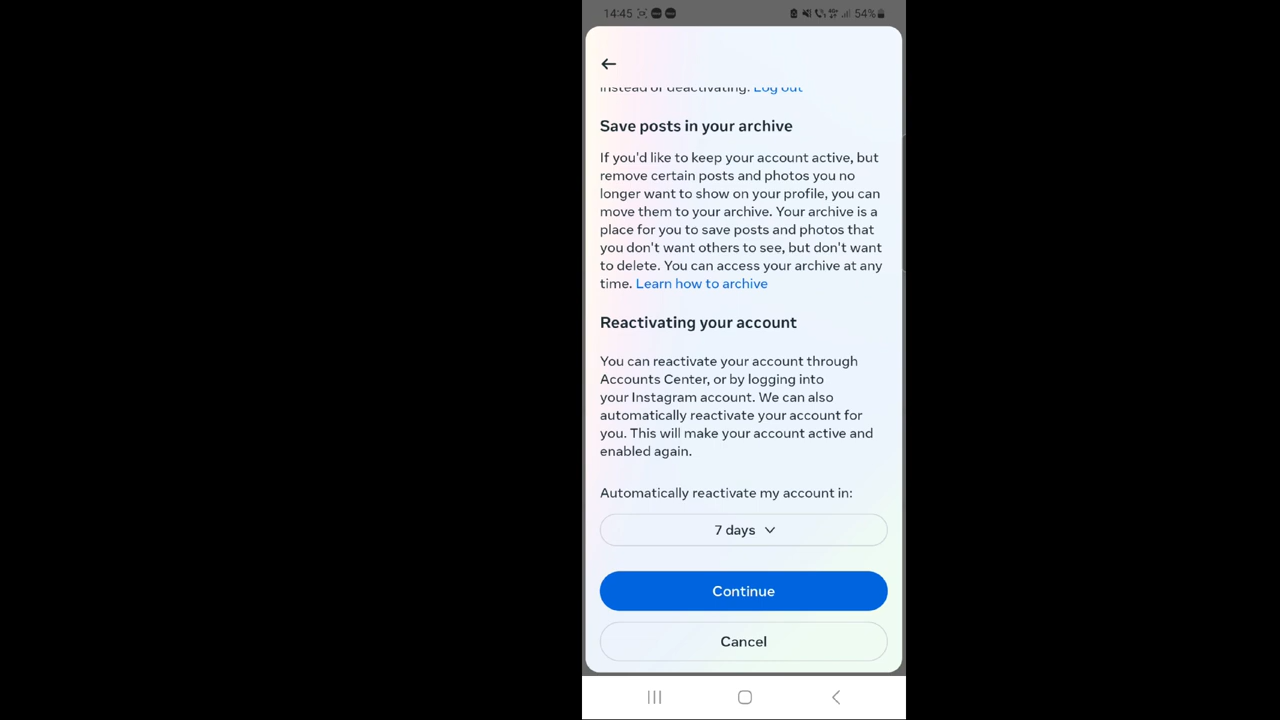 14:45
54%
instead of deactivating. Log out
Save posts in your archive
If you'd like to keep your account active, but
remove certain posts and photos you no
longer want to show on your profile, you can
move them to your archive. Your archive is a
place for you to save posts and photos that
you don't want others to see, but don't want
to delete. You can access your archive at any
time. Learn how to archive
Reactivating your account
You can reactivate your account through
Accounts Center, or by logging into
your Instagram account. We can also
automatically reactivate your account for
you. This will make your account active and
enabled again.
Automatically reactivate my account in:
7 days
Continue
Cancel